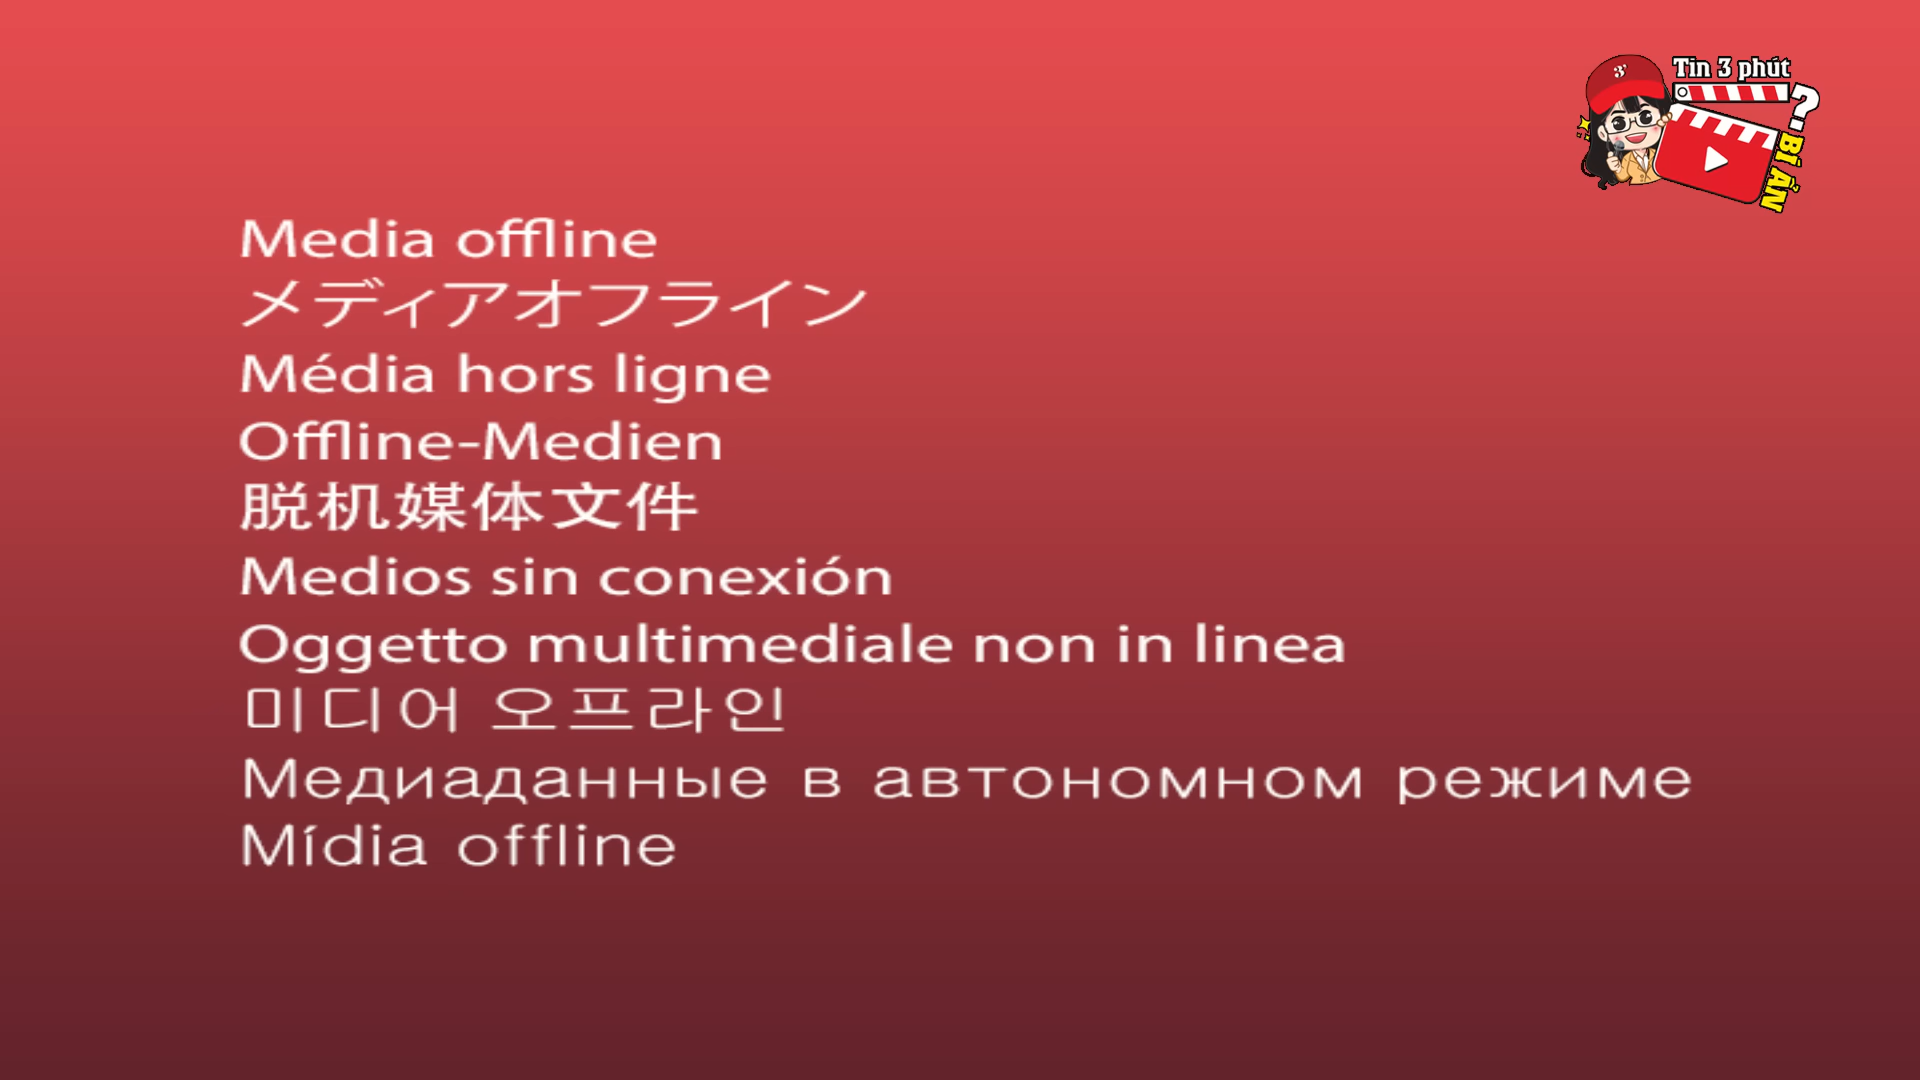 Tin 3 phút
3'
?
BÍ ẨN
Media offline
メディアオフライン
Média hors ligne
Offline-Medien
脱机媒体文件
Medios sin conexión
Oggetto multimediale non in linea
미디어 오프라인
Медиаданные в автономном режиме
Mídia offline